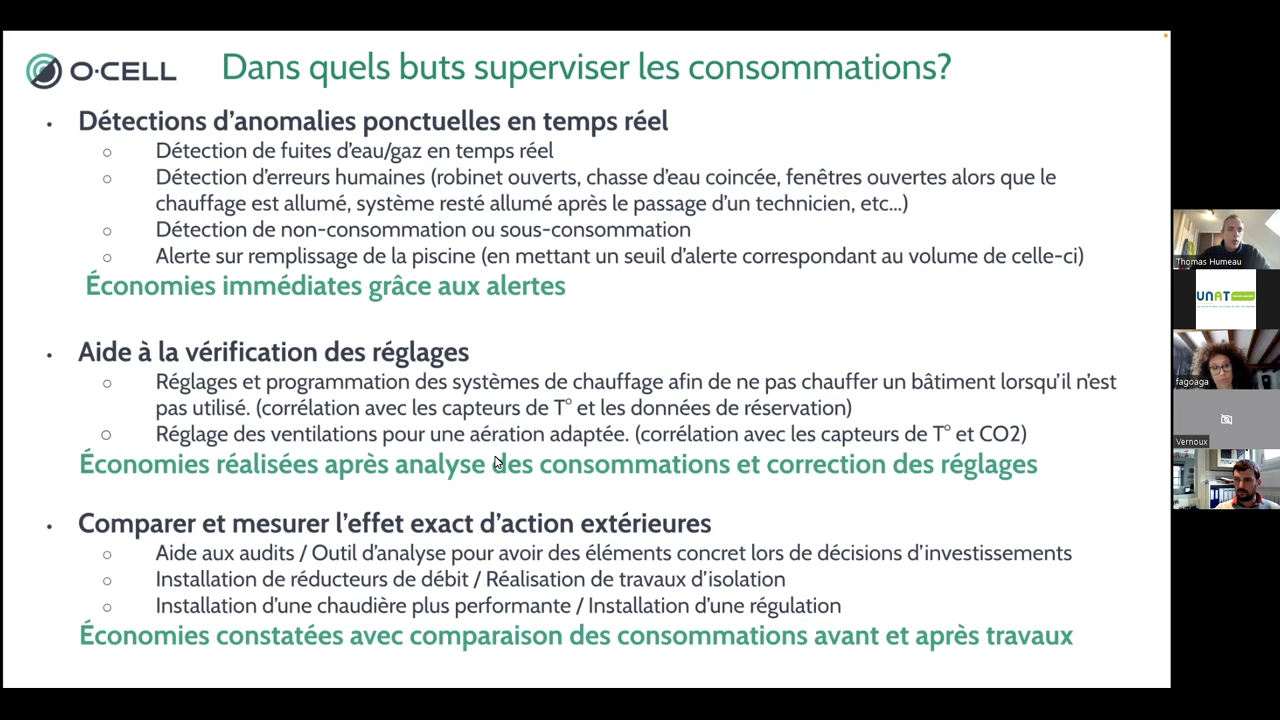 O·CELL
Dans quels buts superviser les consommations?
• Détections d'anomalies ponctuelles en temps réel
○ Détection de fuites d'eau/gaz en temps réel
○ Détection d'erreurs humaines (robinet ouverts, chasse d'eau coincée, fenêtres ouvertes alors que le
chauffage est allumé, système resté allumé après le passage d'un technicien, etc...)
○ Détection de non-consommation ou sous-consommation
○ Alerte sur remplissage de la piscine (en mettant un seuil d'alerte correspondant au volume de celle-ci)
Économies immédiates grâce aux alertes
• Aide à la vérification des réglages
○ Réglages et programmation des systèmes de chauffage afin de ne pas chauffer un bâtiment lorsqu'il n'est
pas utilisé. (corrélation avec les capteurs de T° et les données de réservation)
○ Réglage des ventilations pour une aération adaptée. (corrélation avec les capteurs de T° et CO2)
Économies réalisées après analyse des consommations et correction des réglages
• Comparer et mesurer l'effet exact d'action extérieures
○ Aide aux audits / Outil d'analyse pour avoir des éléments concret lors de décisions d'investissements
○ Installation de réducteurs de débit / Réalisation de travaux d'isolation
○ Installation d'une chaudière plus performante / Installation d'une régulation
Économies constatées avec comparaison des consommations avant et après travaux
Thomas Humeau
UNAT
fagoaga
Vernoux